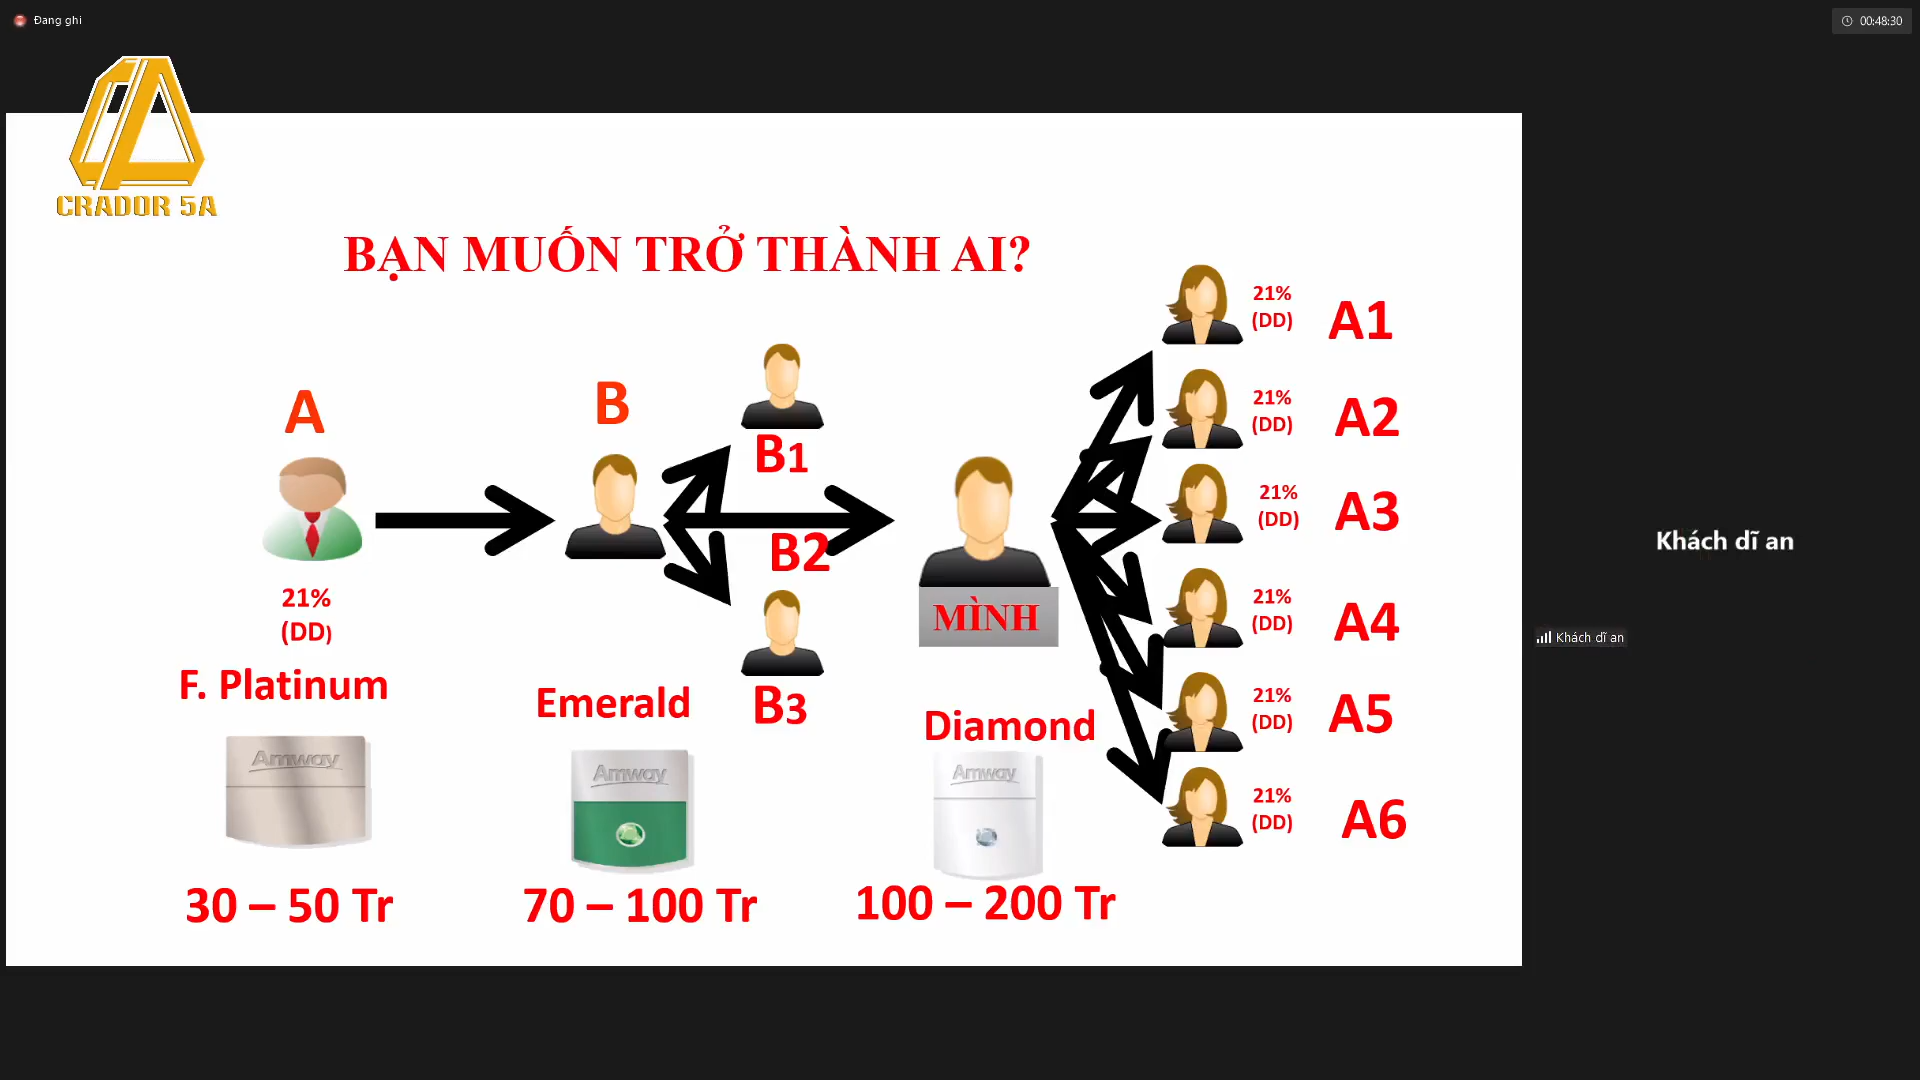 Đang ghi
00:48:30
CRADOR 5A
BẠN MUỐN TRỞ THÀNH AI?
A
21%
(DD)
F. Platinum
Amway
30 – 50 Tr
B
B1
B2
B3
Emerald
Amway
70 – 100 Tr
MÌNH
Diamond
Amway
100 – 200 Tr
21%
(DD)
A1
21%
(DD)
A2
21%
(DD)
A3
21%
(DD)
A4
21%
(DD)
A5
21%
(DD)
A6
Khách dĩ an
Khách dĩ an